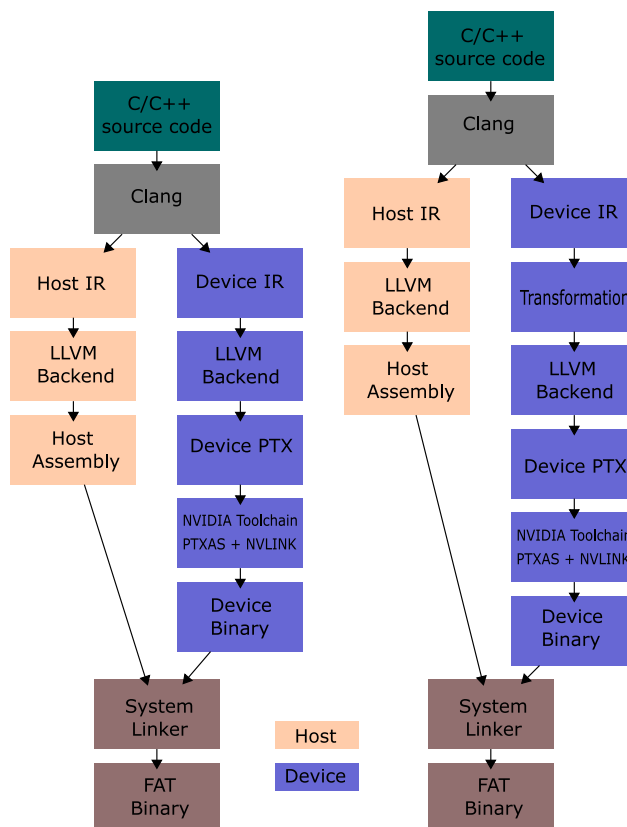 C/C++
source code
Clang
Host IR
Device IR
LLVM
Backend
LLVM
Backend
Host
Assembly
Device PTX
NVIDIA Toolchain
PTXAS + NVLINK
Device
Binary
System
Linker
FAT
Binary
Host
Device
C/C++
source code
Clang
Host IR
Device IR
LLVM
Backend
Transformation
Host
Assembly
LLVM
Backend
Device PTX
NVIDIA Toolchain
PTXAS + NVLINK
Device
Binary
System
Linker
FAT
Binary